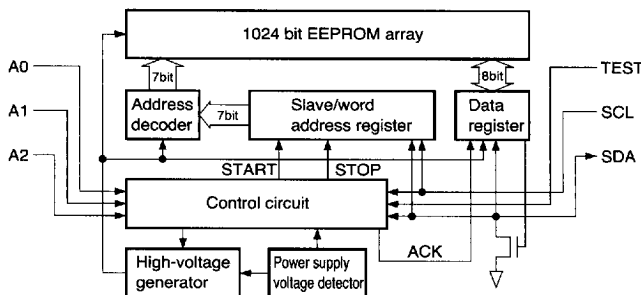 1024 bit EEPROM array
A0
7bit
8bit
TEST
A1
Address
decoder
7bit
Slave/word
address register
Data
register
SCL
A2
START
STOP
SDA
Control circuit
ACK
High-voltage
generator
Power supply
voltage detector